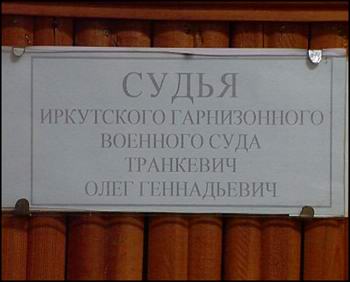 СУДЬЯ
ИРКУТСКОГО ГАРНИЗОННОГО
ВОЕННОГО СУДА
ТРАНКЕВИЧ
ОЛЕГ ГЕННАДЬЕВИЧ